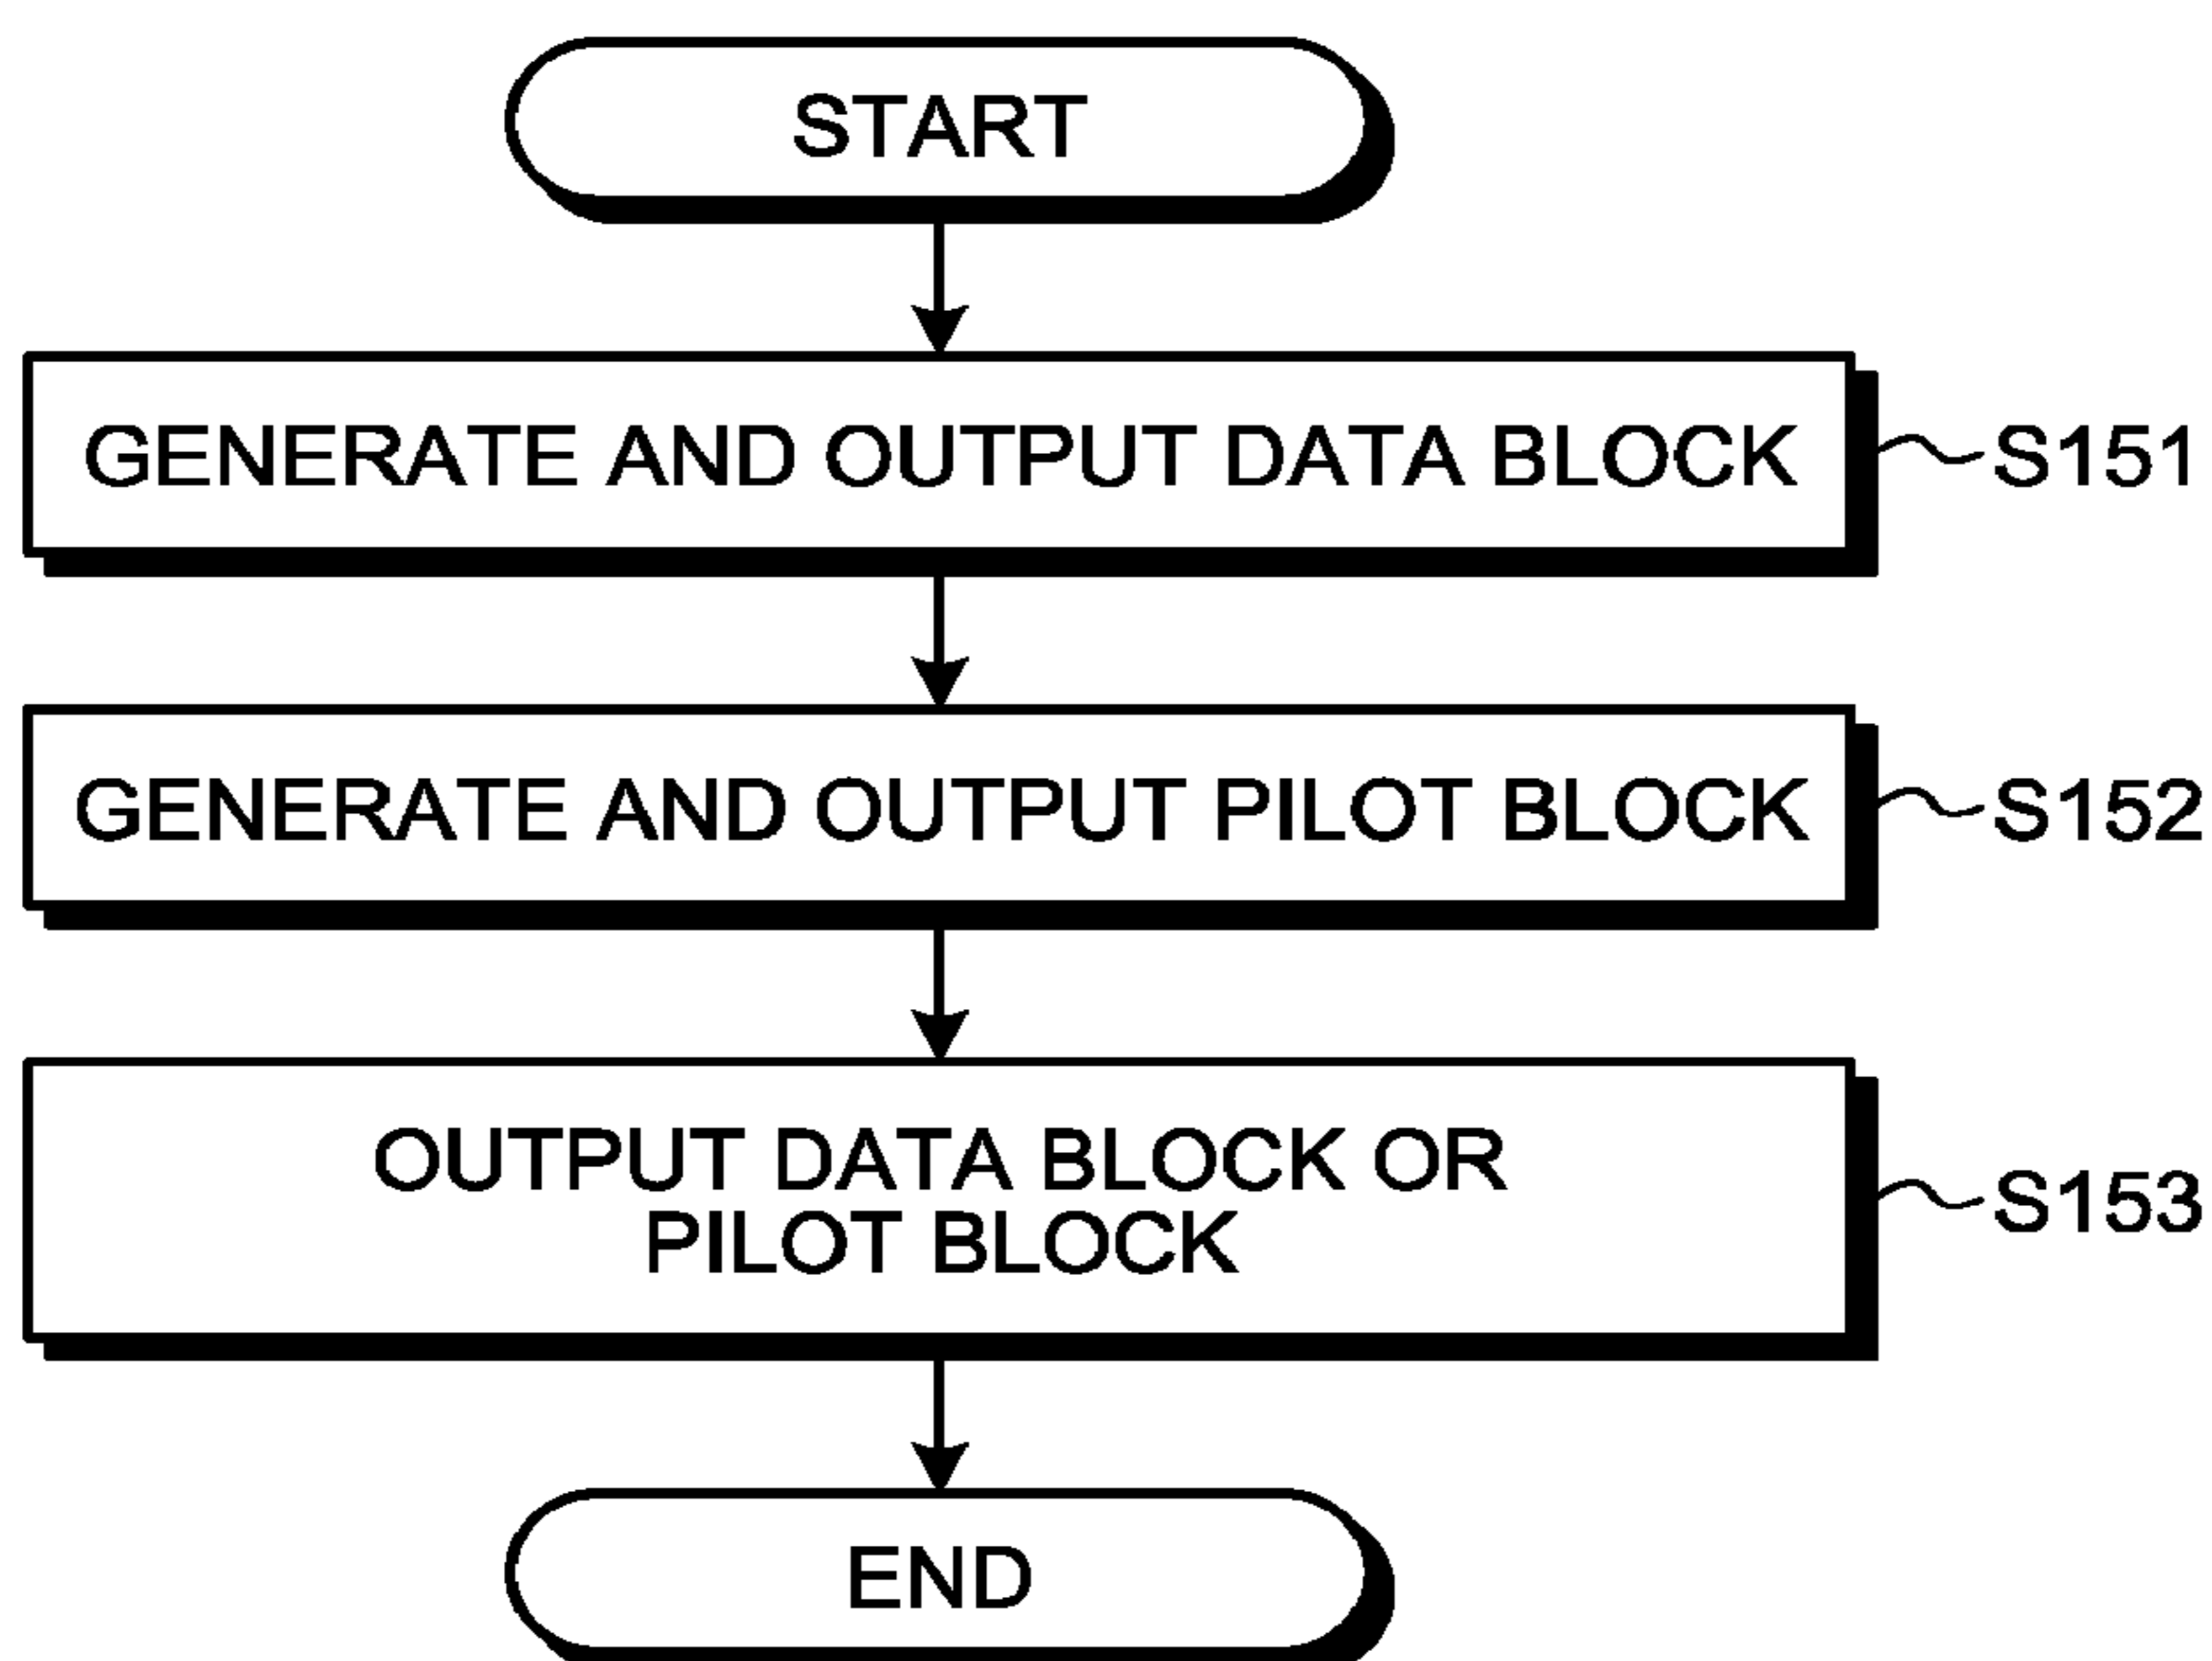 START
GENERATE AND OUTPUT DATA BLOCK
S151
GENERATE AND OUTPUT PILOT BLOCK
S152
OUTPUT DATA BLOCK OR
PILOT BLOCK
S153
END